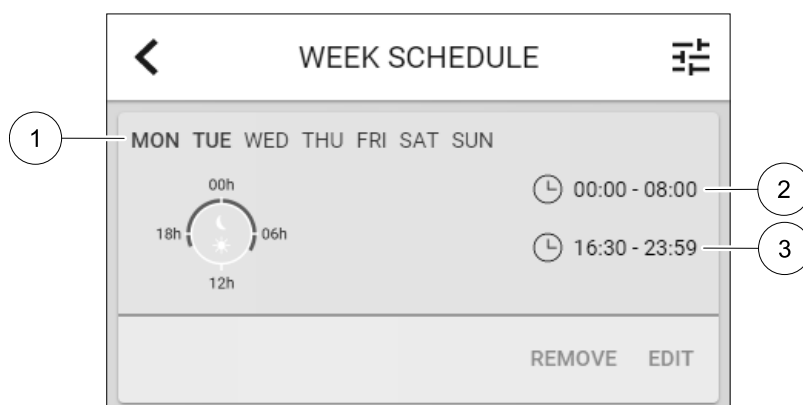 WEEK SCHEDULE
1
MON TUE WED THU FRI SAT SUN
00h
18h
06h
12h
00:00 - 08:00
2
16:30 - 23:59
3
REMOVE EDIT